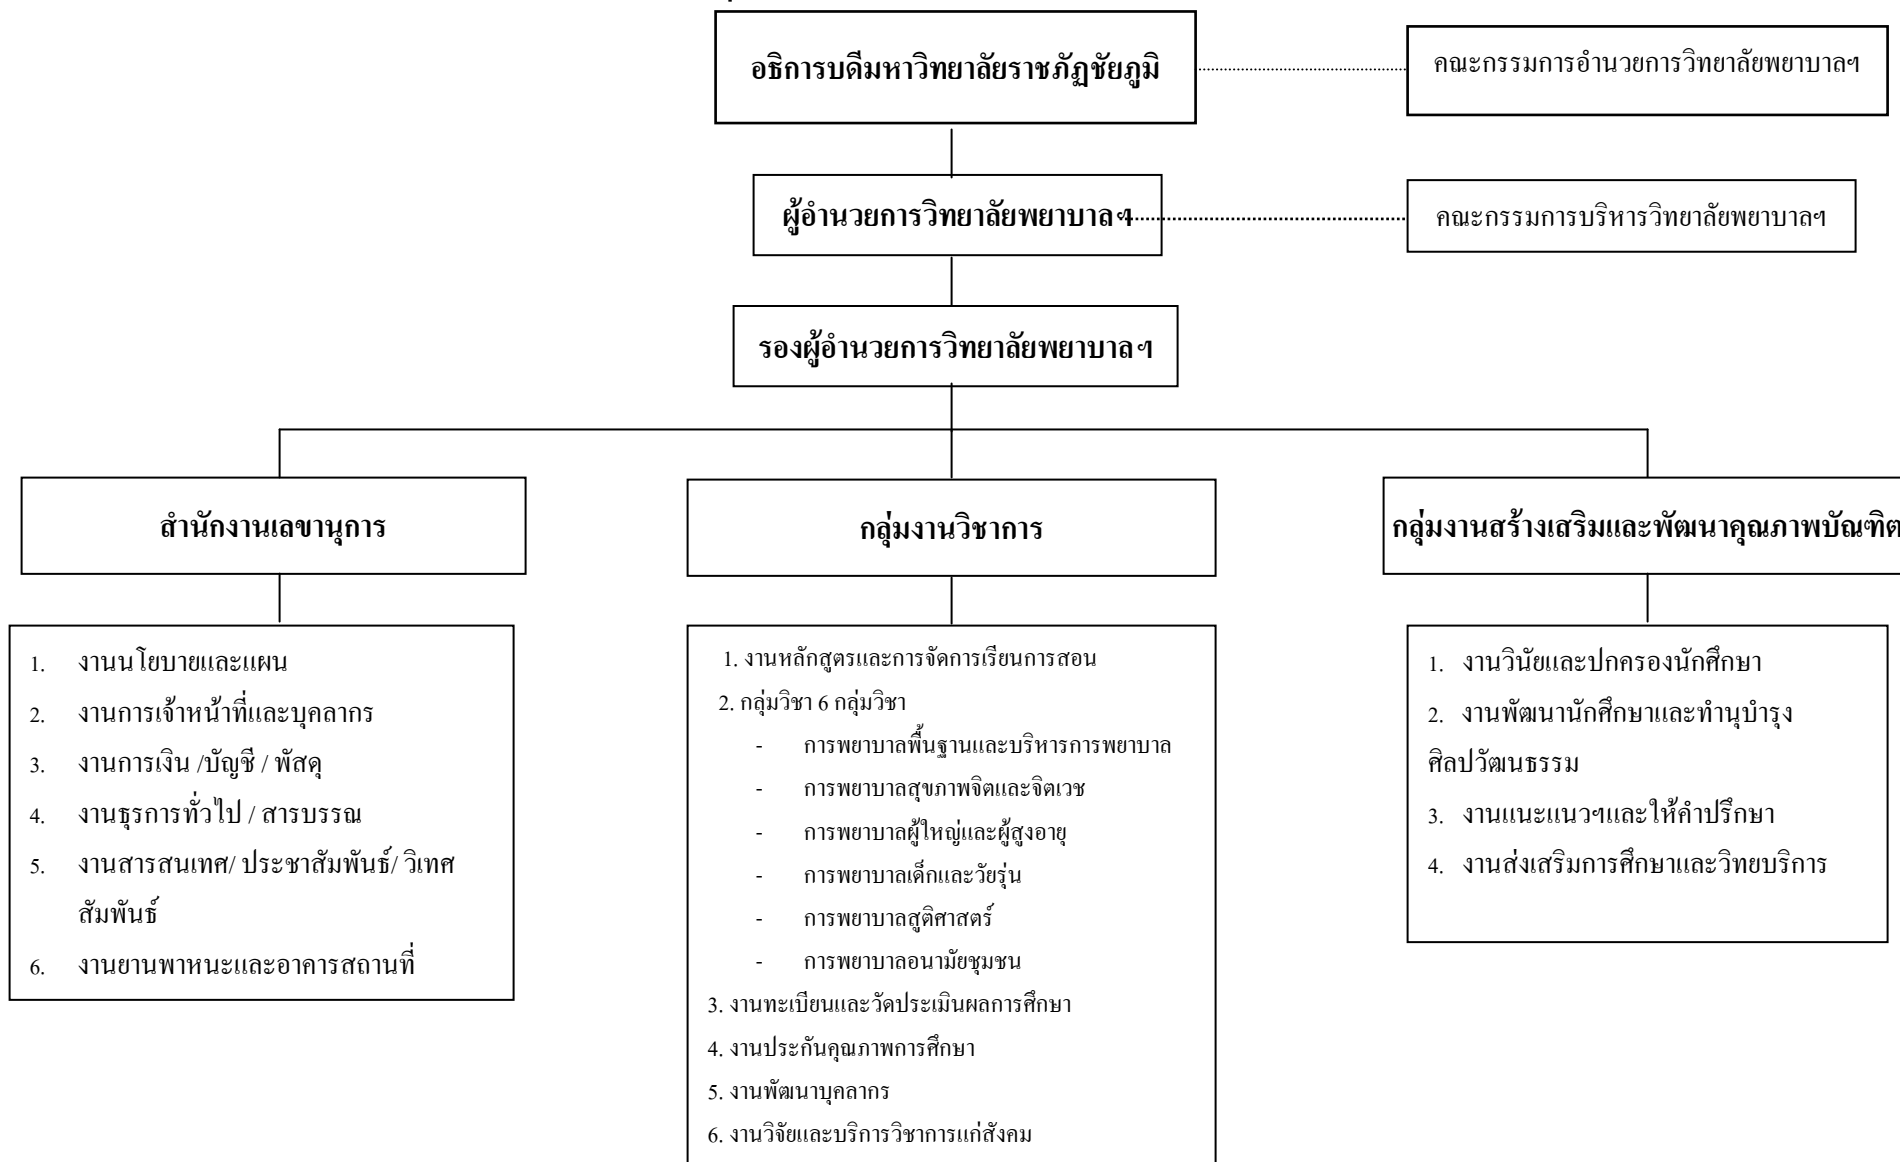 อธิการบดีมหาวิทยาลัยราชภัฏชัยภูมิ
คณะกรรมการอำนวยการวิทยาลัยพยาบาลฯ
ผู้อำนวยการวิทยาลัยพยาบาลฯ
คณะกรรมการบริหารวิทยาลัยพยาบาลฯ
รองผู้อำนวยการวิทยาลัยพยาบาลฯ
สำนักงานเลขานุการ
1. งานนโยบายและแผน
2. งานการเจ้าหน้าที่และบุคลากร
3. งานการเงิน /บัญชี / พัสดุ
4. งานธุรการทั่วไป / สารบรรณ
5. งานสารสนเทศ/ ประชาสัมพันธ์/ วิเทศ
สัมพันธ์
6. งานยานพาหนะและอาคารสถานที่
กลุ่มงานวิชาการ
1. งานหลักสูตรและการจัดการเรียนการสอน
2. กลุ่มวิชา 6 กลุ่มวิชา
- การพยาบาลพื้นฐานและบริหารการพยาบาล
- การพยาบาลสุขภาพจิตและจิตเวช
- การพยาบาลผู้ใหญ่และผู้สูงอายุ
- การพยาบาลเด็กและวัยรุ่น
- การพยาบาลสูติศาสตร์
- การพยาบาลอนามัยชุมชน
3. งานทะเบียนและวัดประเมินผลการศึกษา
4. งานประกันคุณภาพการศึกษา
5. งานพัฒนาบุคลากร
6. งานวิจัยและบริการวิชาการแก่สังคม
กลุ่มงานสร้างเสริมและพัฒนาคุณภาพบัณฑิต
1. งานวินัยและปกครองนักศึกษา
2. งานพัฒนานักศึกษาและทำนุบำรุง
ศิลปวัฒนธรรม
3. งานแนะแนวฯและให้คำปรึกษา
4. งานส่งเสริมการศึกษาและวิทยบริการ